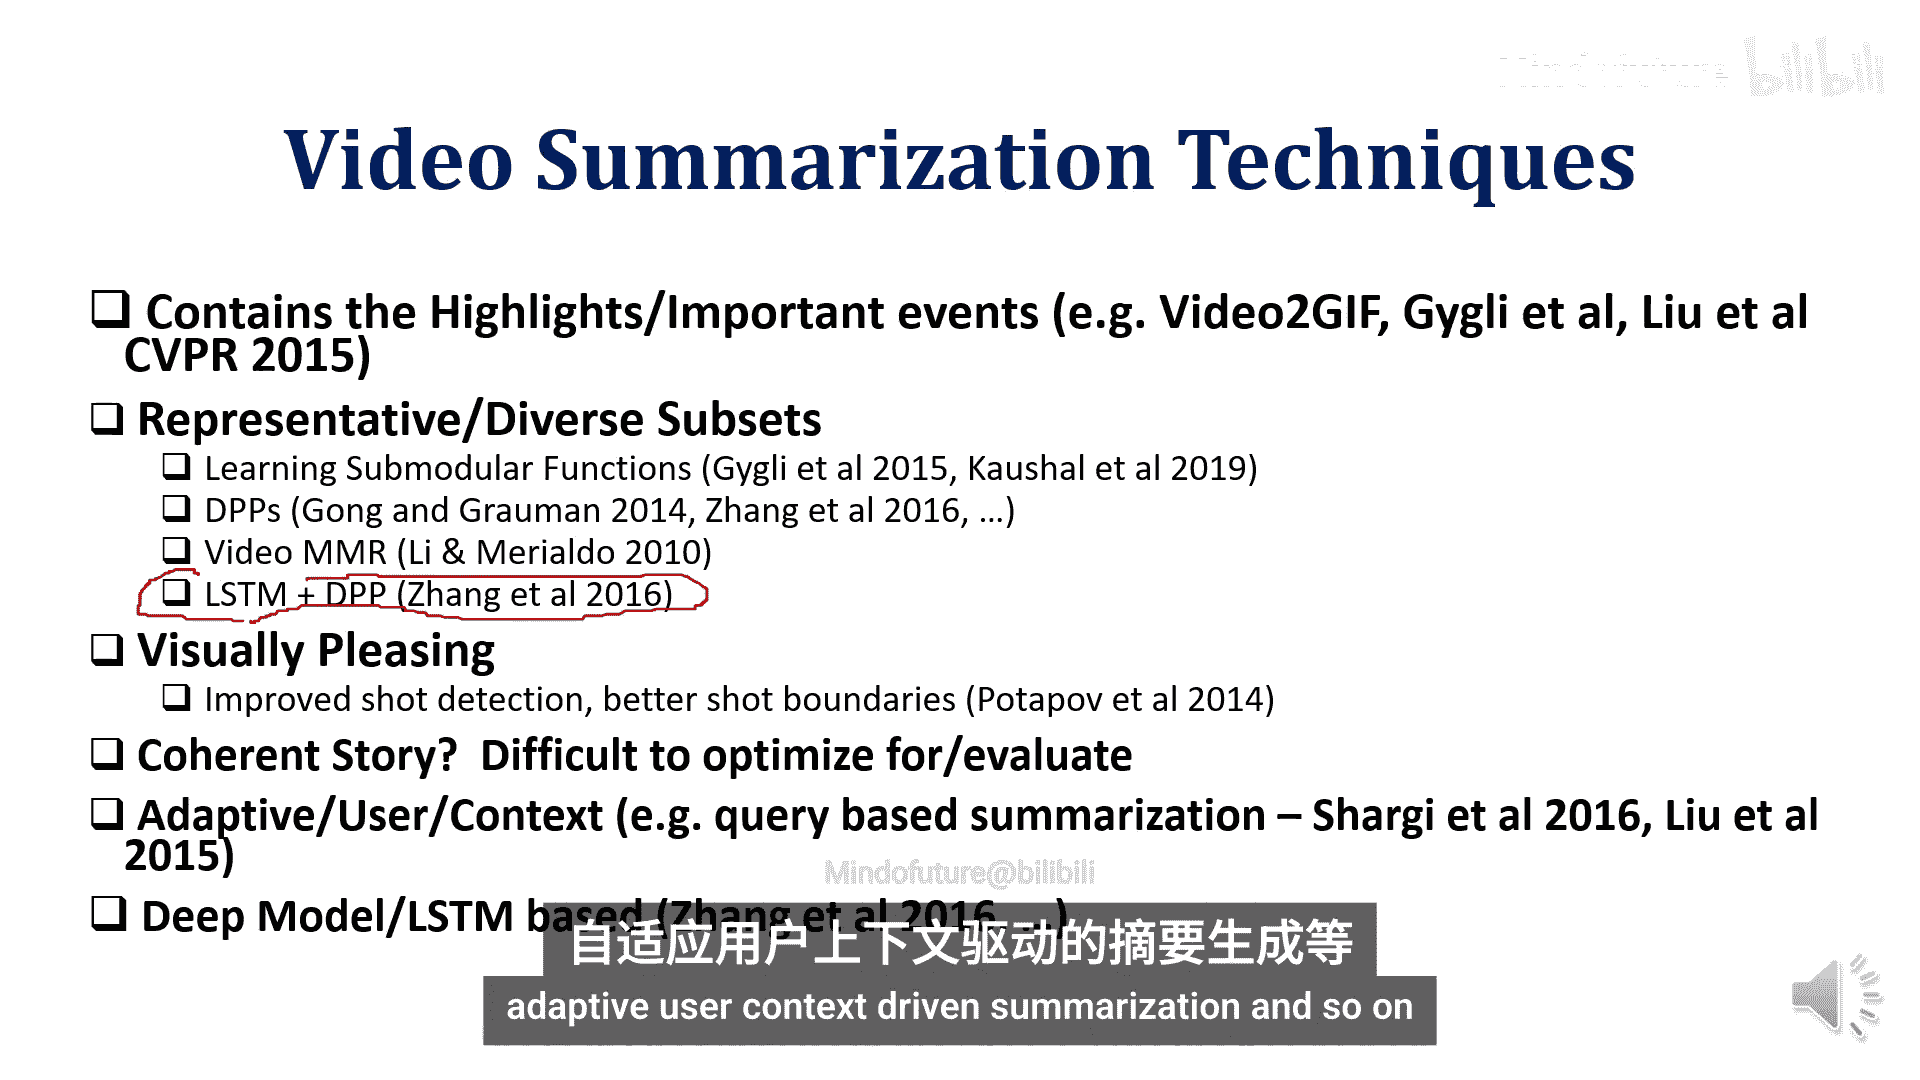 Mindofuture bilibili
Video Summarization Techniques
Contains the Highlights/Important events (e.g. Video2GIF, Gygli et al, Liu et al
CVPR 2015)
Representative/Diverse Subsets
Learning Submodular Functions (Gygli et al 2015, Kaushal et al 2019)
DPPs (Gong and Grauman 2014, Zhang et al 2016, …)
Video MMR (Li & Merialdo 2010)
LSTM + DPP (Zhang et al 2016)
Visually Pleasing
Improved shot detection, better shot boundaries (Potapov et al 2014)
Coherent Story?  Difficult to optimize for/evaluate
Adaptive/User/Context (e.g. query based summarization – Shargi et al 2016, Liu et al
2015)
Mindofuture@bilibili
Deep Model/LSTM based (Zhang et al 2016 …)
自适应用户上下文驱动的摘要生成等
adaptive user context driven summarization and so on